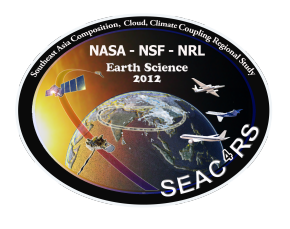 Southeast Asia Composition, Cloud, Climate Coupling Regional Study
NASA - NSF - NRL
Earth Science
2012
SEAC4RS